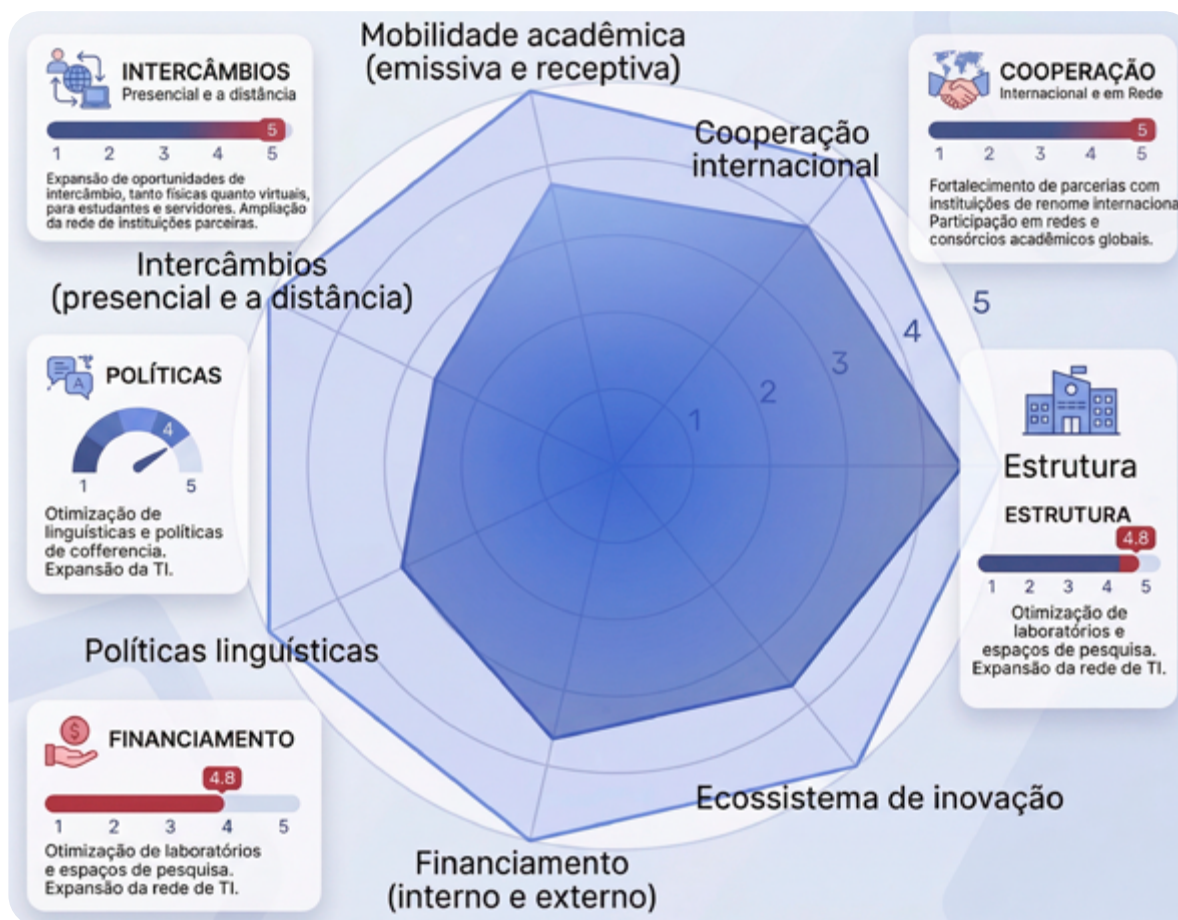 Mobilidade acadêmica
(emissiva e receptiva)
INTERCÂMBIOS
Presencial e a distância
5
1 2 3 4 5
Expansão de oportunidades de
intercâmbio, tanto físicas quanto virtuais,
para estudantes e servidores. Ampliação
da rede de instituições parceiras.
COOPERAÇÃO
Internacional e em Rede
5
1 2 3 4 5
Fortalecimento de parcerias com
instituições de renome internaciona
Participação em redes e
consórcios acadêmicos globais.
Cooperação
internacional
Intercâmbios
(presencial e a distância)
1 2 3 4 5
POLÍTICAS
A
4
1 5
Otimização de
linguísticas e políticas
de cofferencia.
Expansão da TI.
Estrutura
ESTRUTURA
4.8
1 2 3 4 5
Otimização de
laboratórios e
espaços de pesquisa.
Expansão da rede de TI.
Políticas linguísticas
$
FINANCIAMENTO
4.8
1 2 3 4 5
Otimização de laboratórios
e espaços de pesquisa.
Expansão da rede de TI.
Ecossistema de inovação
Financiamento
(interno e externo)